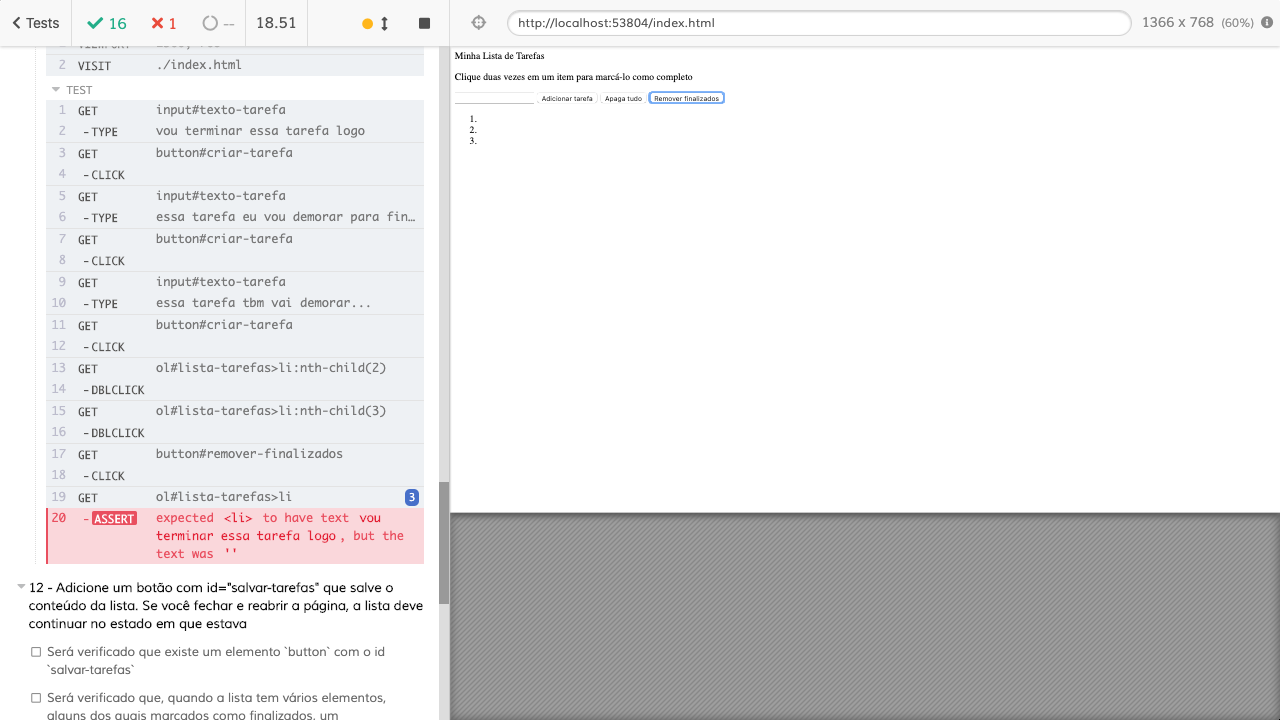 Tests
16
1
--
18.51
http://localhost:53804/index.html
1366 x 768 (60%)
2 VISIT ./index.html
TEST
1 GET input#texto-tarefa
2 -TYPE vou terminar essa tarefa logo
3 GET button#criar-tarefa
4 -CLICK
5 GET input#texto-tarefa
6 -TYPE essa tarefa eu vou demorar para fin…
7 GET button#criar-tarefa
8 -CLICK
9 GET input#texto-tarefa
10 -TYPE essa tarefa tbm vai demorar...
11 GET button#criar-tarefa
12 -CLICK
13 GET ol#lista-tarefas>li:nth-child(2)
14 -DBLCLICK
15 GET ol#lista-tarefas>li:nth-child(3)
16 -DBLCLICK
17 GET button#remover-finalizados
18 -CLICK
19 GET ol#lista-tarefas>li 3
20 -ASSERT expected <li> to have text vou
terminar essa tarefa logo, but the
text was ''
12 - Adicione um botão com id="salvar-tarefas" que salve o
conteúdo da lista. Se você fechar e reabrir a página, a lista deve
continuar no estado em que estava
Será verificado que existe um elemento `button` com o id
`salvar-tarefas`
Será verificado que, quando a lista tem vários elementos,
alguns dos quais marcados como finalizados, um
Minha Lista de Tarefas
Clique duas vezes em um item para marcá-lo como completo
Adicionar tarefa Apaga tudo Remover finalizados
1.
2.
3.